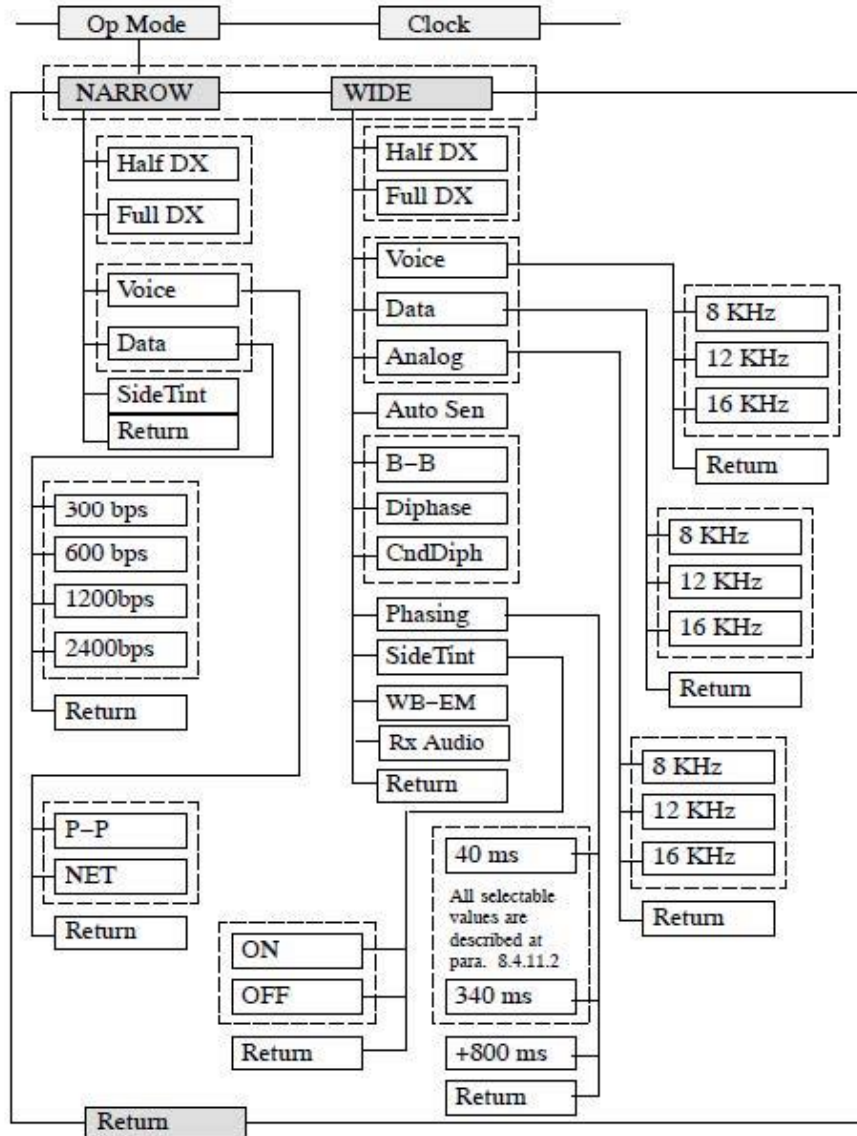 Op Mode
Clock
NARROW
WIDE
Half DX
Full DX
Voice
Data
SideTint
Return
300 bps
600 bps
1200bps
2400bps
Return
P–P
NET
Return
Half DX
Full DX
Voice
Data
Analog
Auto Sen
B–B
Diphase
CndDiph
Phasing
SideTint
WB–EM
Rx Audio
Return
8 KHz
12 KHz
16 KHz
Return
8 KHz
12 KHz
16 KHz
Return
8 KHz
12 KHz
16 KHz
Return
40 ms
All selectable
values are
described at
para. 8.4.11.2
340 ms
+800 ms
Return
ON
OFF
Return
Return